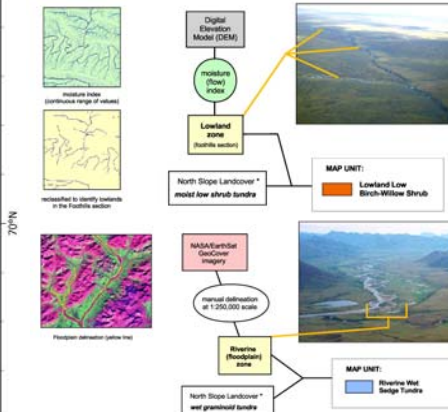 Digital
Elevation
Model (DEM)
moisture
(flow)
index
moisture index
(continuous range of values)
Lowland
zone
(foothills section)
MAP UNIT:
Lowland Low
Birch-Willow Shrub
North Slope Landcover *
moist low shrub tundra
reclassified to identify lowlands
in the Foothills section
70°N
NASA/EarthSat
GeoCover
imagery
manual delineation
at 1:250,000 scale
Floodplain delineation (yellow line)
Riverine
(floodplain)
zone
MAP UNIT:
Riverine Wet
Sedge Tundra
North Slope Landcover *
wet graminoid tundra